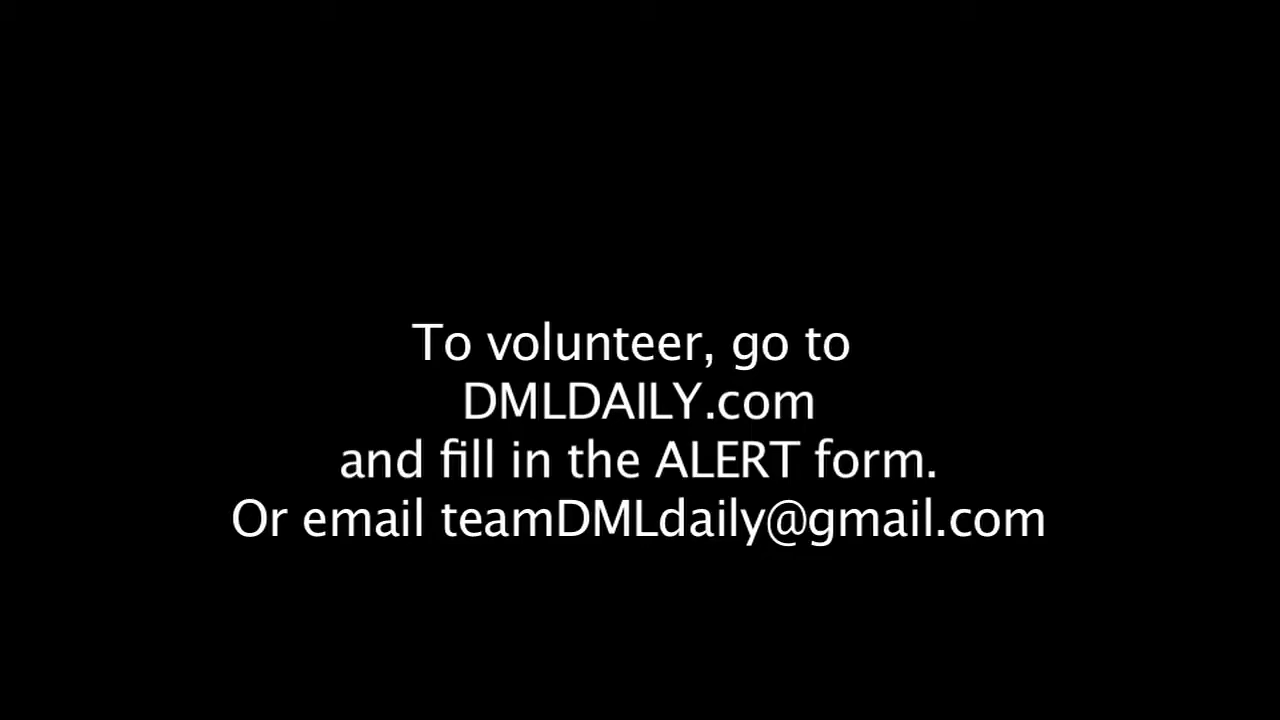 To volunteer, go to
DMLDAILY.com
and fill in the ALERT form.
Or email teamDMLdaily@gmail.com